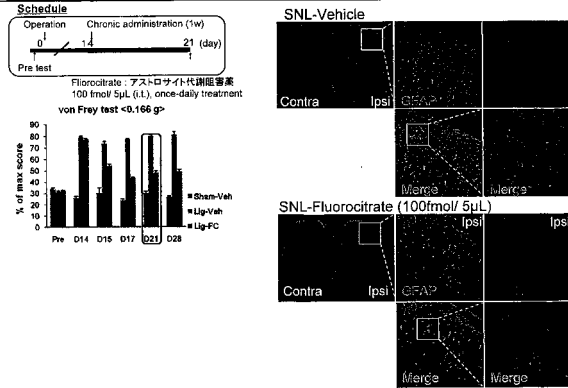 Schedule
Operation
Chronic administration (1w)
0
14
21 (day)
Pre test
Fliorocitrate : アストロサイト代謝阻害薬
100 fmol/ 5μL (i.t.), once-daily treatment
von Frey test <0.166 g>
% of max score
90
80
70
60
50
40
30
20
10
0
Pre D14 D15 D17 D21 D28
Sham-Veh
Lig-Veh
Lig-FC
SNL-Vehicle
Contra
Ipsi
GFAP
Merge
Merge
SNL-Fluorocitrate (100fmol/ 5μL)
Contra
Ipsi
Ipsi
Ipsi
GFAP
Merge
Merge